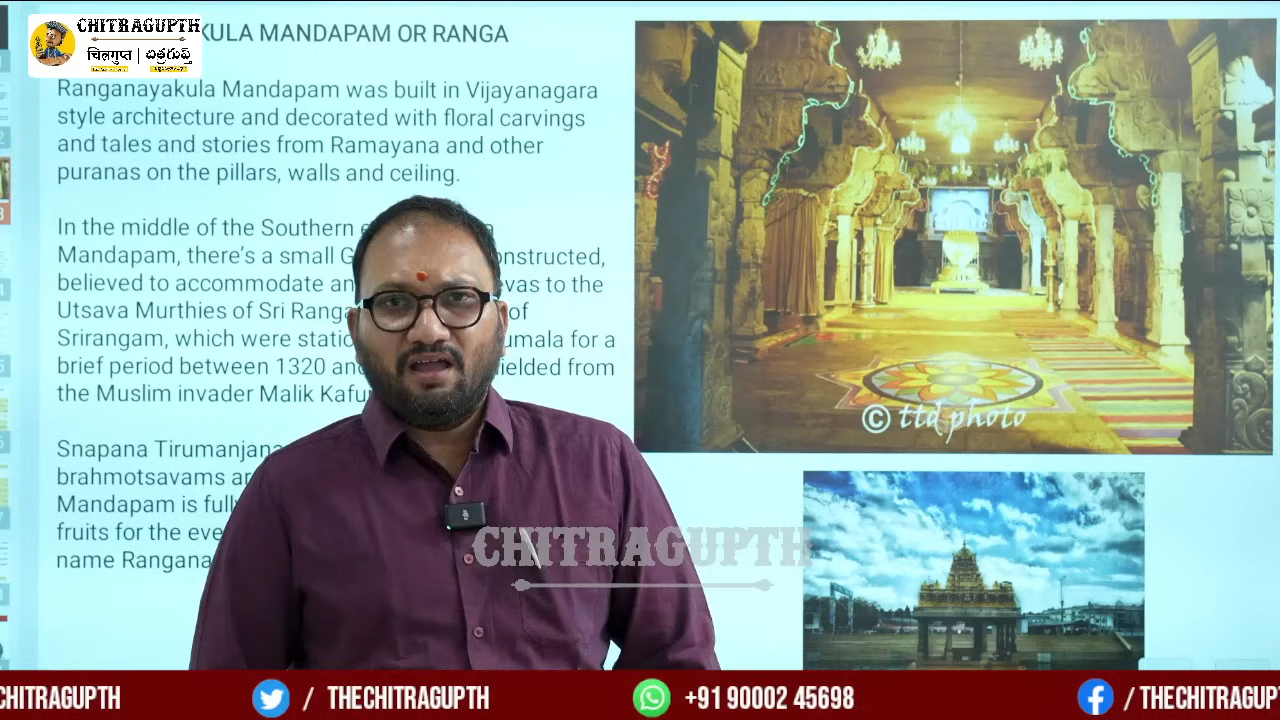 CHITRAGUPTH
चित्रगुप्त | చిత్రగుప్త
KULA MANDAPAM OR RANGA
Ranganayakula Mandapam was built in Vijayanagara
style architecture and decorated with floral carvings
and tales and stories from Ramayana and other
puranas on the pillars, walls and ceiling.
In the middle of the Southern
Mandapam, there's a small onstructed,
believed to accommodate an vas to the
Utsava Murthies of Sri Ranga of
Srirangam, which were statio umala for a
brief period between 1320 and ielded from
the Muslim invader Malik Kafu
Snapana Tirumanjana
brahmotsavams ar
Mandapam is full
fruits for the eve
name Rangana
© ttd photo
CHITRAGUPTH
CHITRAGUPTH / THECHITRAGUPTH +91 90002 45698 / THECHITRAGUP